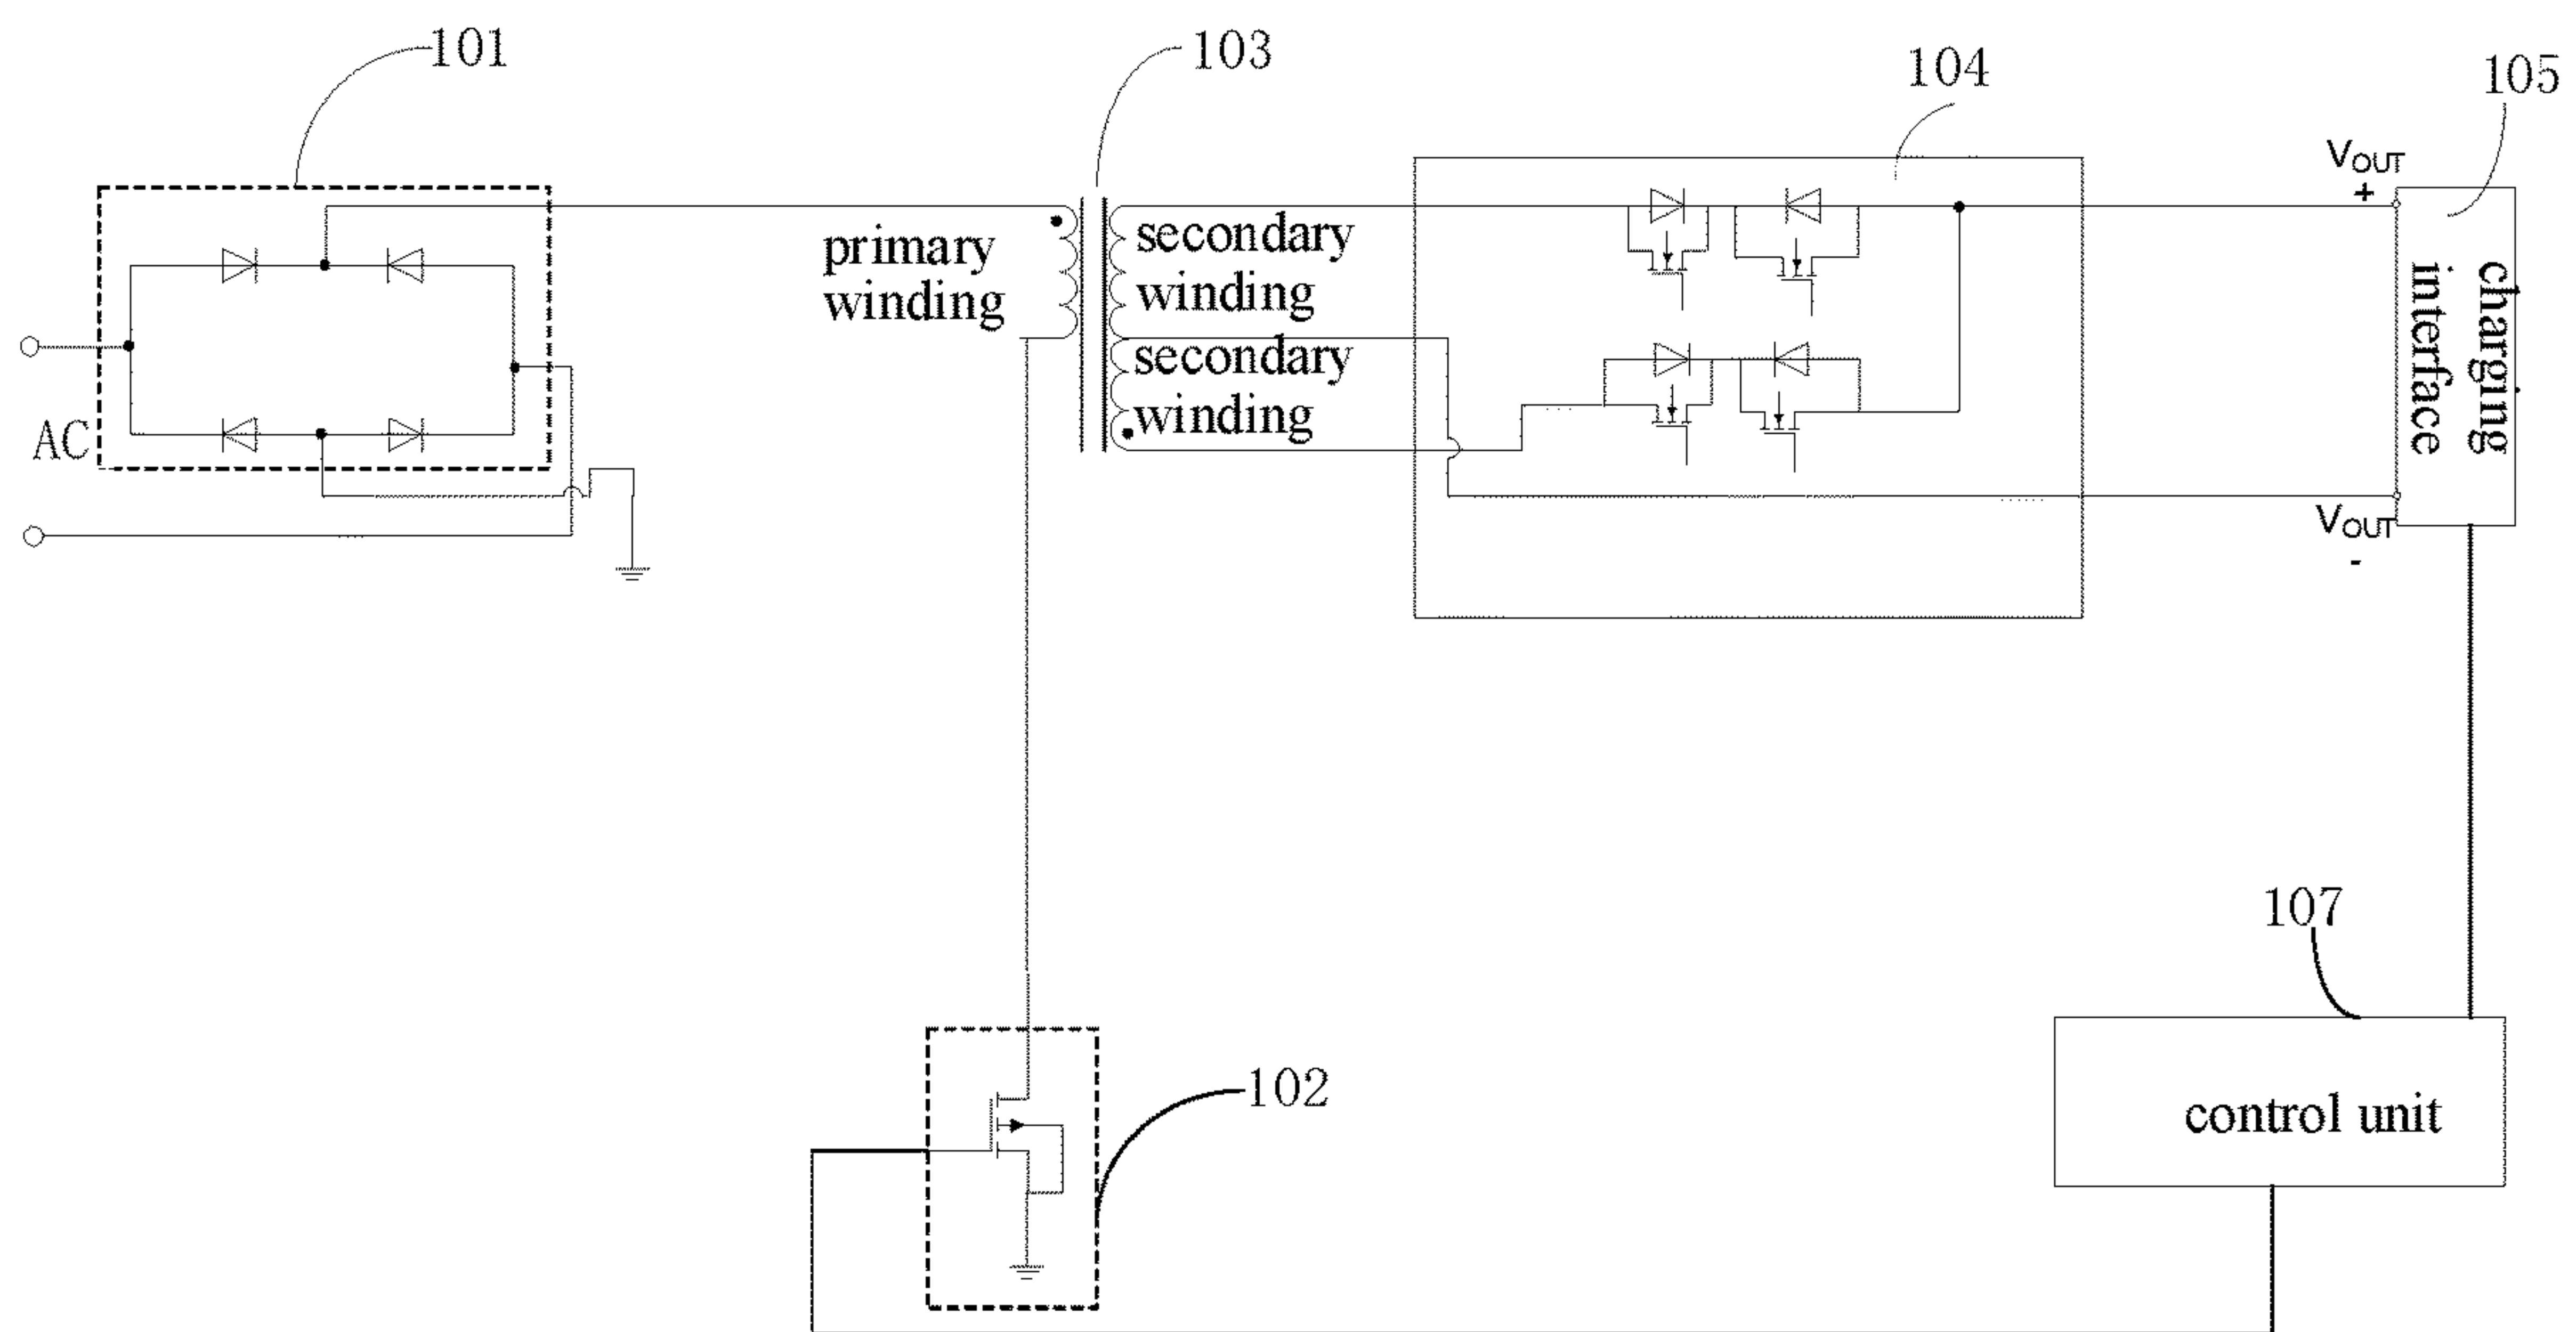 101
103
104
105
VOUT
+
primary
winding
secondary
winding
secondary
winding
charging
interface
AC
VOUT
-
107
102
control unit